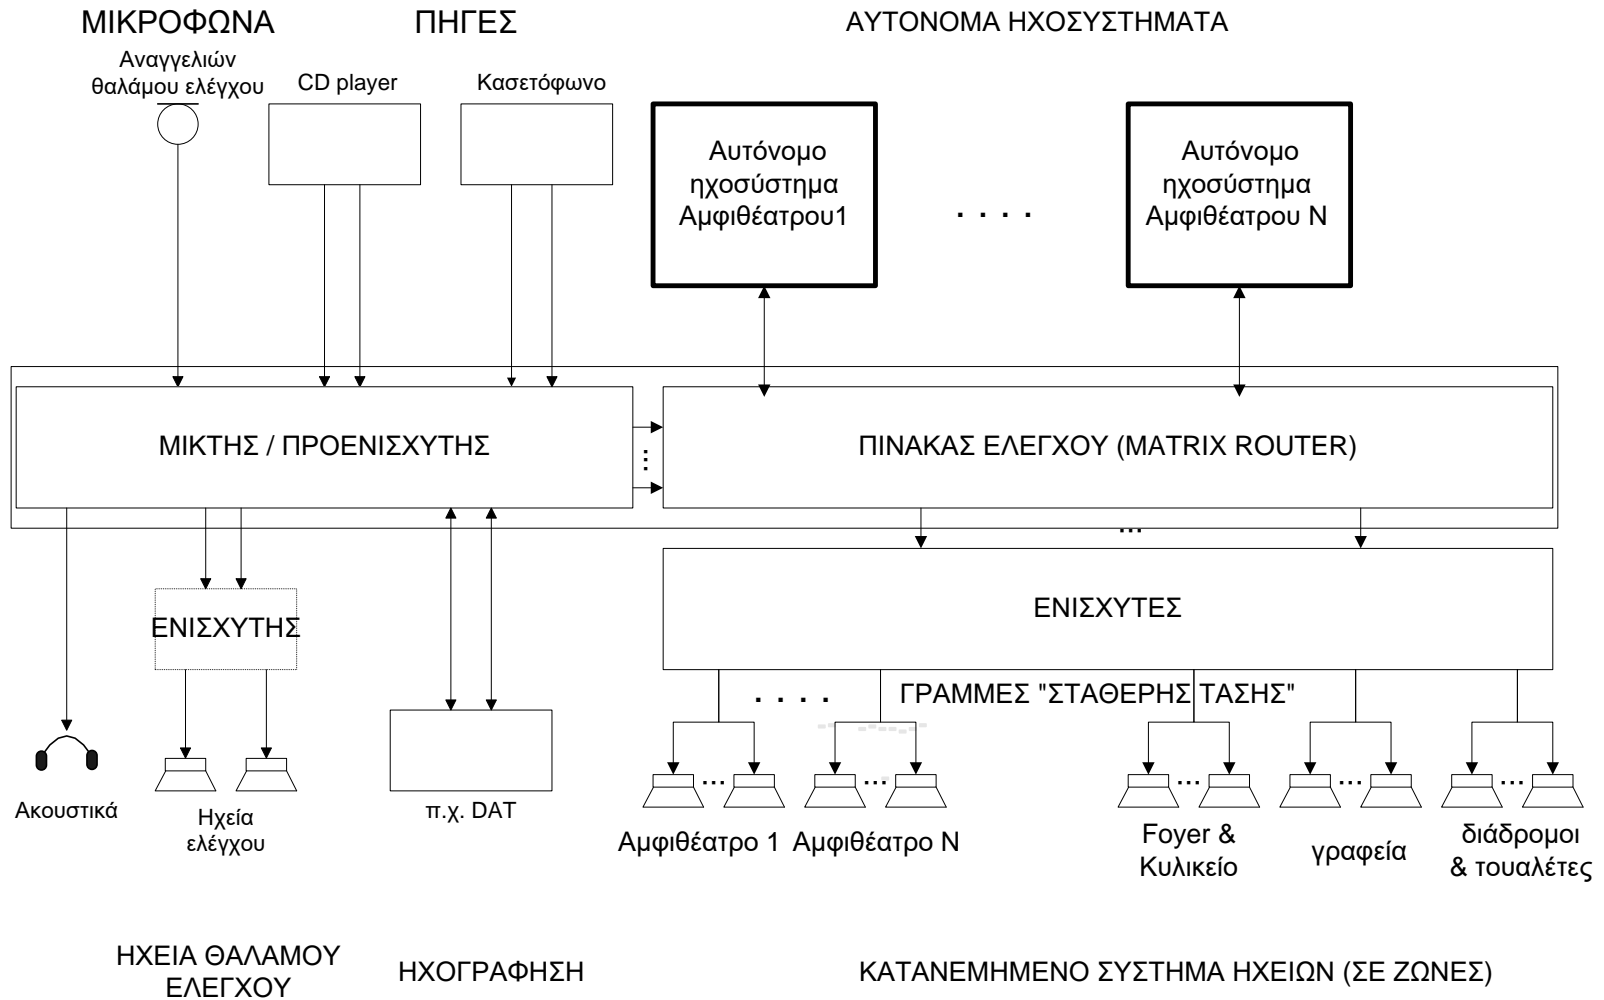 ΜΙΚΡΟΦΩΝΑ
ΠΗΓΕΣ
ΑΥΤΟΝΟΜΑ ΗΧΟΣΥΣΤΗΜΑΤΑ
Αναγγελιών
θαλάμου ελέγχου
CD player
Κασετόφωνο
Αυτόνομο
ηχοσύστημα
Αμφιθέατρου1
. . . .
Αυτόνομο
ηχοσύστημα
Αμφιθέατρου Ν
ΜΙΚΤΗΣ / ΠΡΟΕΝΙΣΧΥΤΗΣ
...
ΠΙΝΑΚΑΣ ΕΛΕΓΧΟΥ (MATRIX ROUTER)
...
ΕΝΙΣΧΥΤΗΣ
ΕΝΙΣΧΥΤΕΣ
. . . .
ΓΡΑΜΜΕΣ "ΣΤΑΘΕΡΗΣ ΤΑΣΗΣ"
... ... ... ... ...
Ακουστικά
Ηχεία
ελέγχου
π.χ. DAT
Αμφιθέατρο 1
Αμφιθέατρο Ν
Foyer &
Κυλικείο
γραφεία
διάδρομοι
& τουαλέτες
ΗΧΕΙΑ ΘΑΛΑΜΟΥ
ΕΛΕΓΧΟΥ
ΗΧΟΓΡΑΦΗΣΗ
ΚΑΤΑΝΕΜΗΜΕΝΟ ΣΥΣΤΗΜΑ ΗΧΕΙΩΝ (ΣΕ ΖΩΝΕΣ)